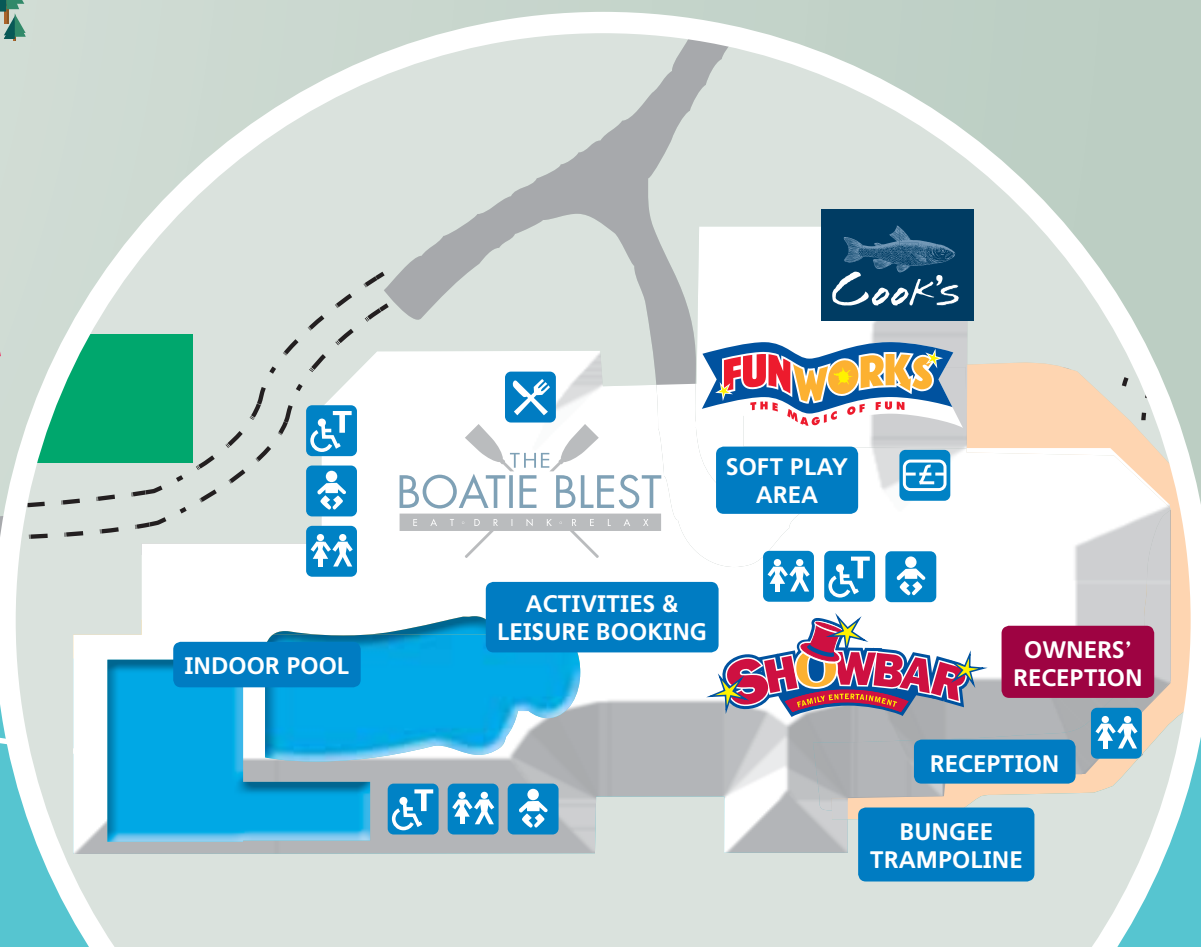 Cook's
FUNWORKS
THE MAGIC OF FUN
T
THE
BOATIE BLEST
EAT·DRINK·RELAX
SOFT PLAY
AREA
£
T
ACTIVITIES &
LEISURE BOOKING
INDOOR POOL
SHOWBAR
FAMILY ENTERTAINMENT
OWNERS'
RECEPTION
RECEPTION
T
BUNGEE
TRAMPOLINE